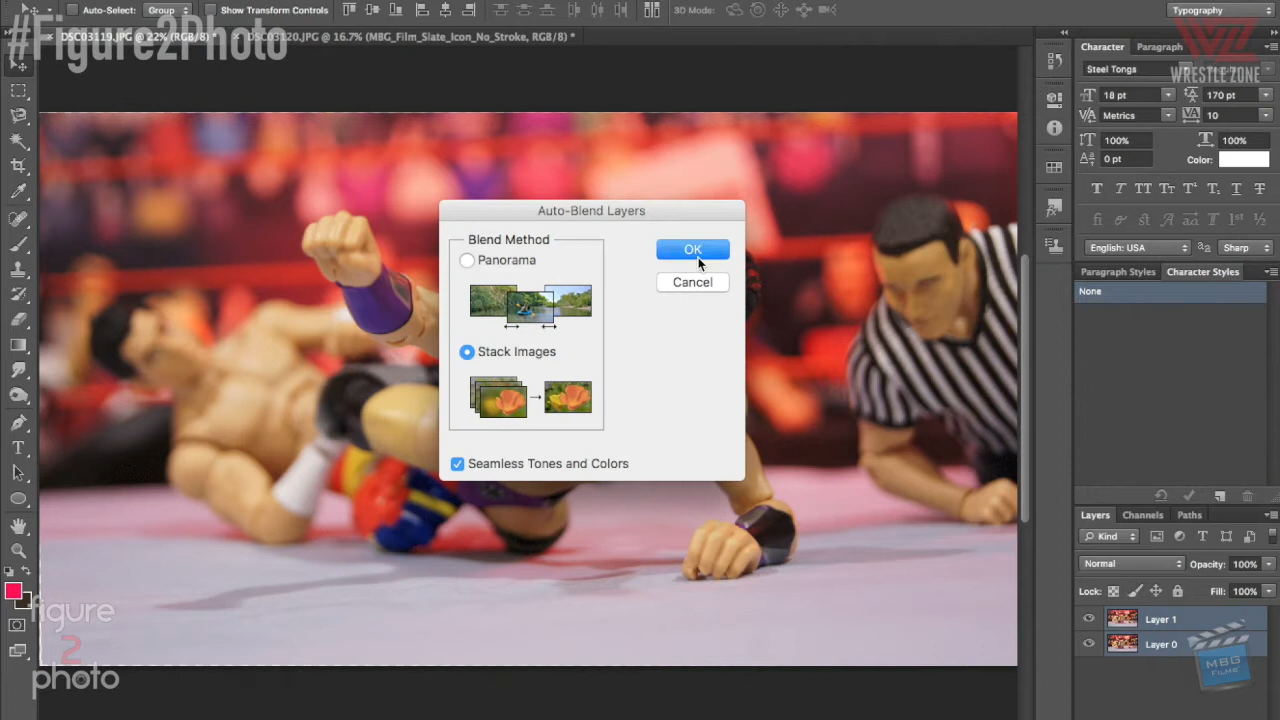 Auto-Select: Group
Show Transform Controls
3D Mode:
Typography
#Figure2Photo
DSC03119.JPG @ 22% (RGB/8) *
DSC03120.JPG @ 16.7% (MBG_Film_Slate_Icon_No_Stroke, RGB/8) *
WRESTLE ZONE
Character
Paragraph
Steel Tongs
18 pt
170 pt
Metrics
10
100%
100%
0 pt
Color:
English: USA
Sharp
Paragraph Styles
Character Styles
None
Auto-Blend Layers
Blend Method
Panorama
Stack Images
Seamless Tones and Colors
OK
Cancel
Layers
Channels
Paths
Kind
Normal
Opacity: 100%
Lock:
Fill: 100%
Layer 1
Layer 0
figure
2
photo
MBG
FILMS